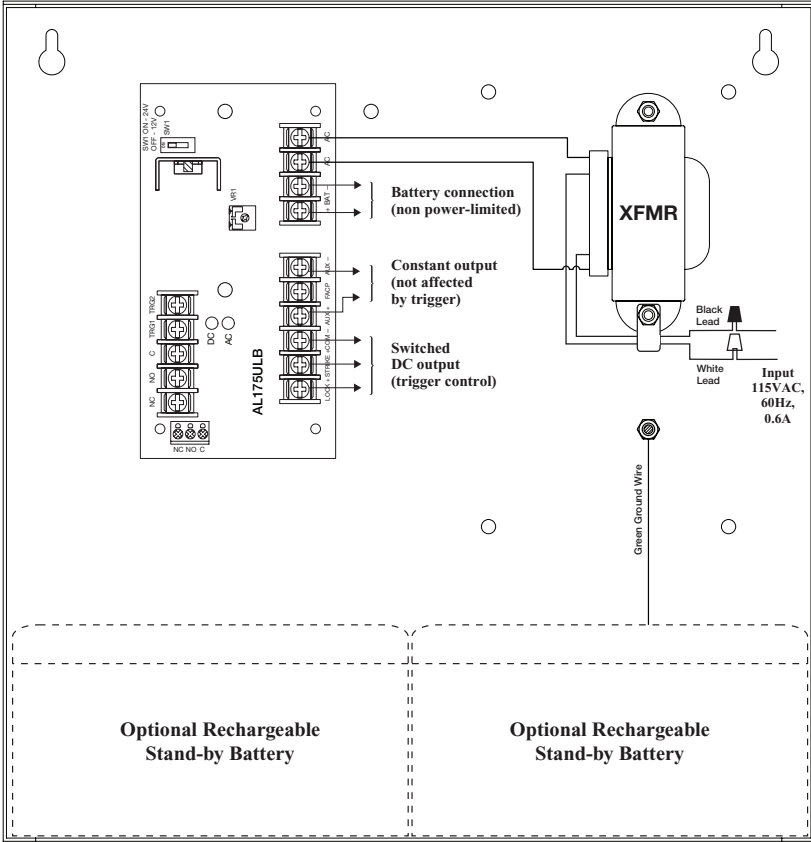 SW1 ON - 24V
OFF - 12V
SW1
ON
VR1
AC
AC
+ BAT –
Battery connection
(non power-limited)
XFMR
AUX –
FACP
AUX +
COM –
STRIKE +
LOCK +
Constant output
(not affected
by trigger)
Switched
DC output
(trigger control)
TRG2
TRG1
C
NO
NC
DC
AC
AL175ULB
NC NO C
Black
Lead
White
Lead
Input
115VAC,
60Hz,
0.6A
Green Ground Wire
Optional Rechargeable
Stand-by Battery
Optional Rechargeable
Stand-by Battery